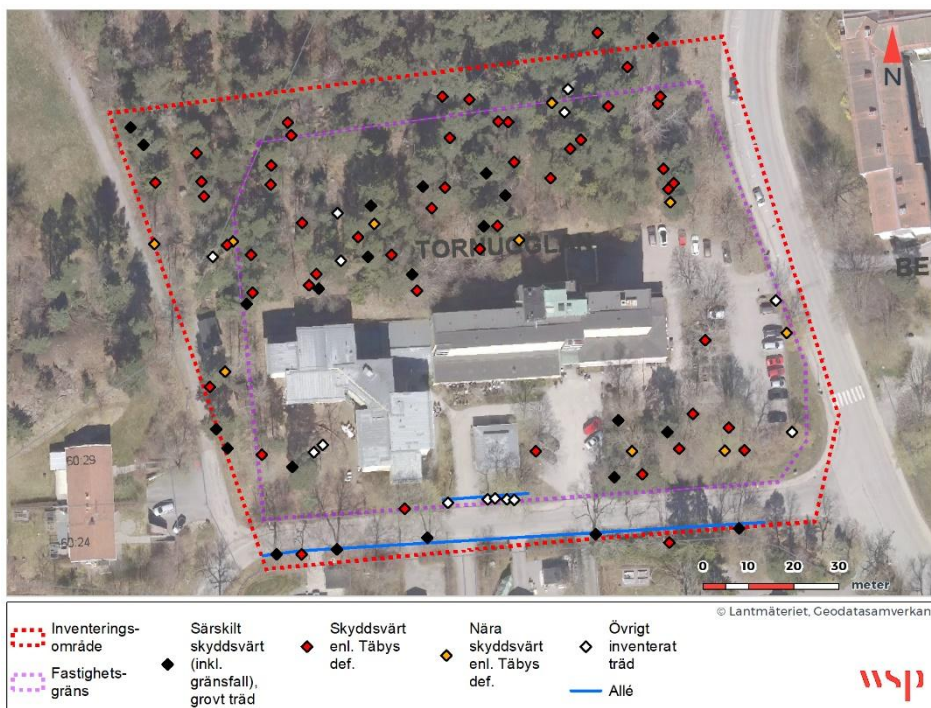 N
TORNUGGL
BE
60:29
60:24
0 10 20 30
meter
© Lantmäteriet, Geodatasamverkan
Inventerings-
område
Fastighets-
gräns
Särskilt
skyddsvärt
(inkl.
gränsfall),
grovt träd
Skyddsvärt
enl. Täbys
def.
Nära
skyddsvärt
enl. Täbys
def.
Övrigt
inventerat
träd
Allé
wsp